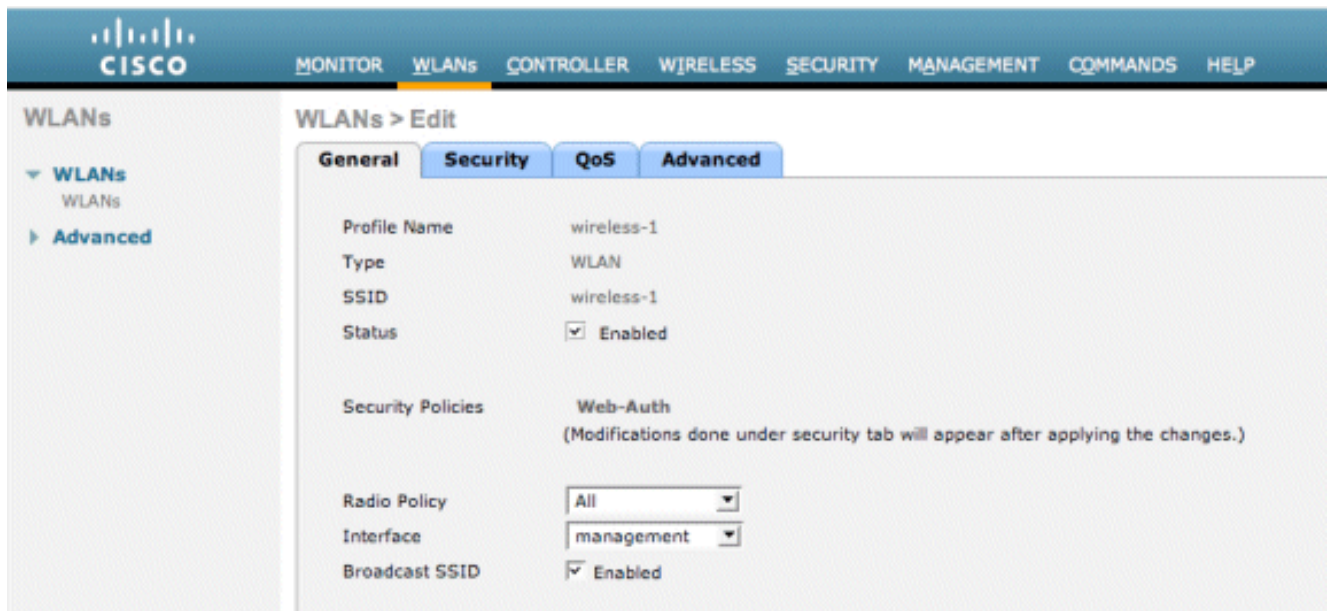 CISCO
MONITOR WLANs CONTROLLER WIRELESS SECURITY MANAGEMENT COMMANDS HELP
WLANs
WLANs
WLANs
Advanced
WLANs > Edit
General Security QoS Advanced
Profile Name wireless-1
Type WLAN
SSID wireless-1
Status Enabled
Security Policies Web-Auth
(Modifications done under security tab will appear after applying the changes.)
Radio Policy All
Interface management
Broadcast SSID Enabled